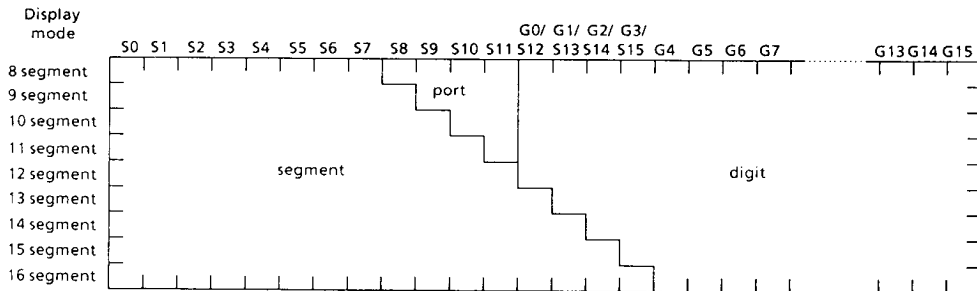 Display
mode
G0/ G1/ G2/ G3/
S0 S1 S2 S3 S4 S5 S6 S7 S8 S9 S10 S11 S12 S13 S14 S15 G4 G5 G6 G7 G13 G14 G15
8 segment
9 segment
port
10 segment
11 segment
12 segment
segment
digit
13 segment
14 segment
15 segment
16 segment